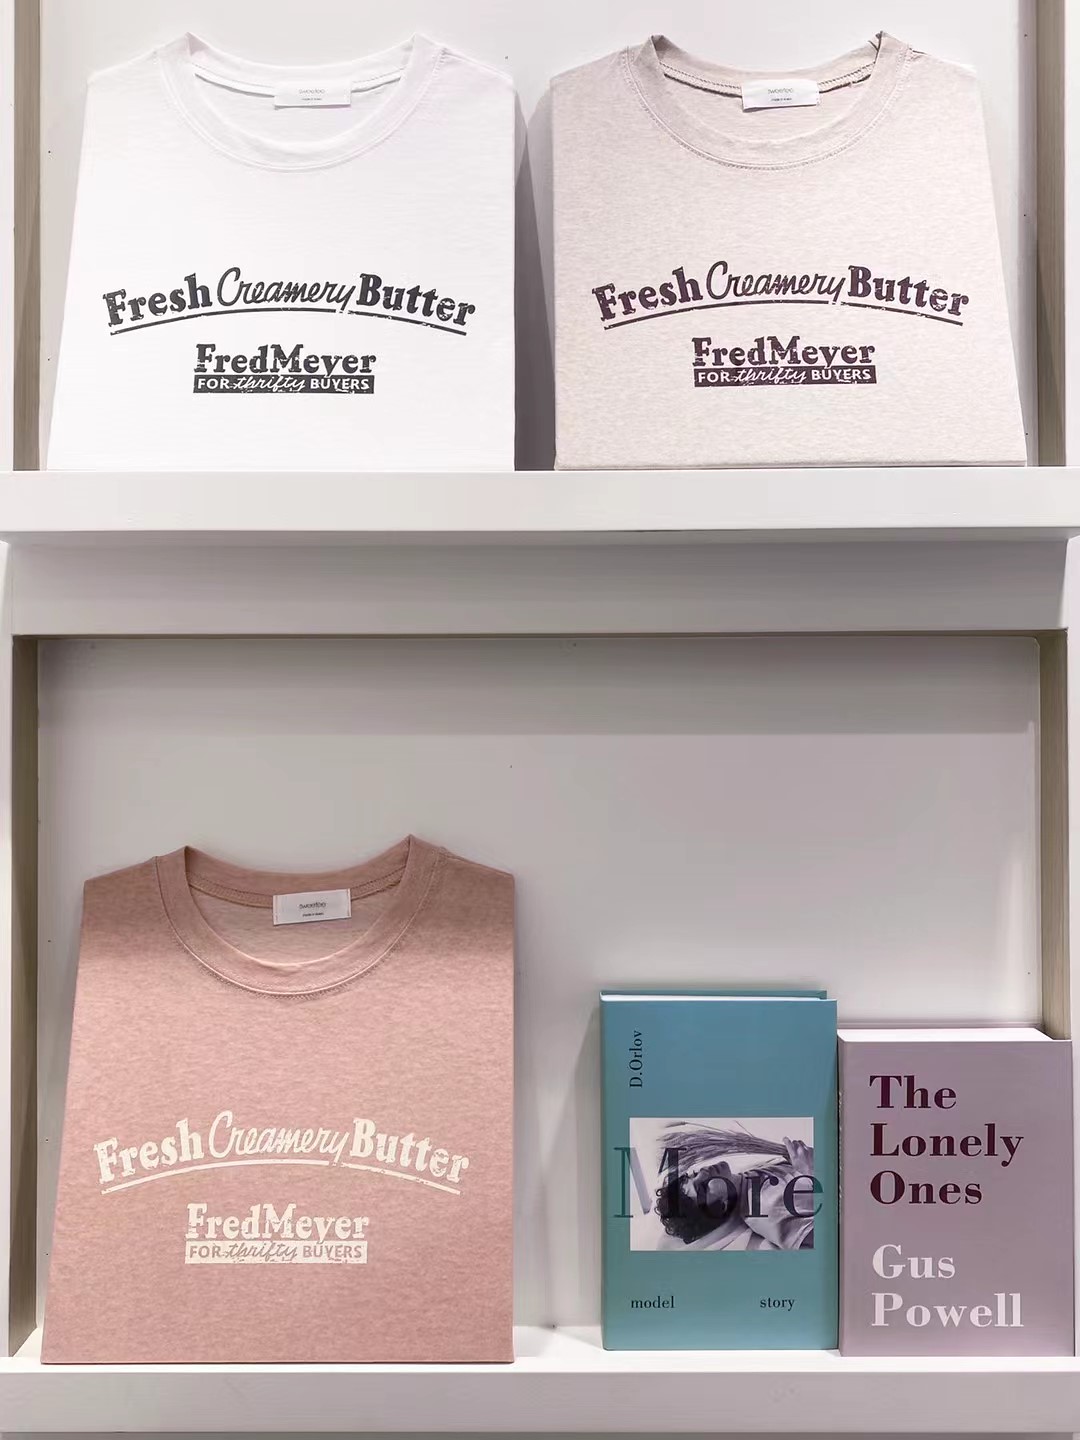 Fresh Creamery Butter
FredMeyer
FOR thrifty BUYERS
Fresh Creamery Butter
FredMeyer
FOR thrifty BUYERS
Fresh Creamery Butter
FredMeyer
FOR thrifty BUYERS
D.Orlov
More
model story
The
Lonely
Ones
Gus
Powell